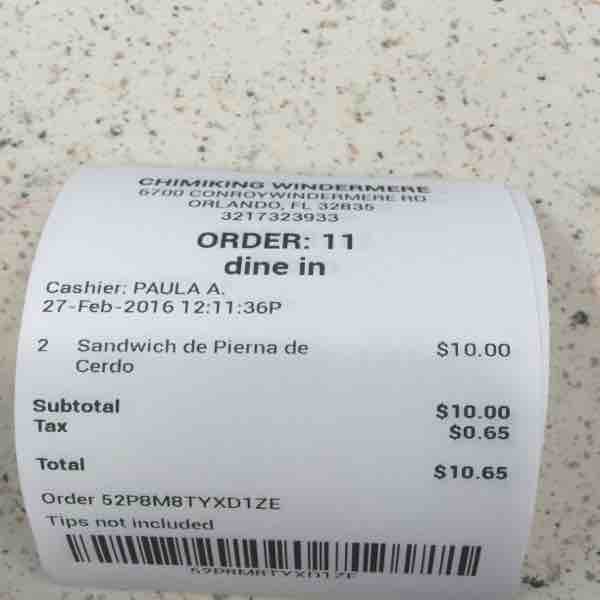 CHIMIKING WINDERMERE
6700 CONROYWINDERMERE RD
ORLANDO, FL 32835
3217323933
ORDER: 11
dine in
Cashier: PAULA A.
27-Feb-2016 12:11:36P
2 Sandwich de Pierna de $10.00
Cerdo
Subtotal $10.00
Tax $0.65
Total $10.65
Order 52P8M8TYXD1ZE
Tips not included
52P8M8TYXD1ZE